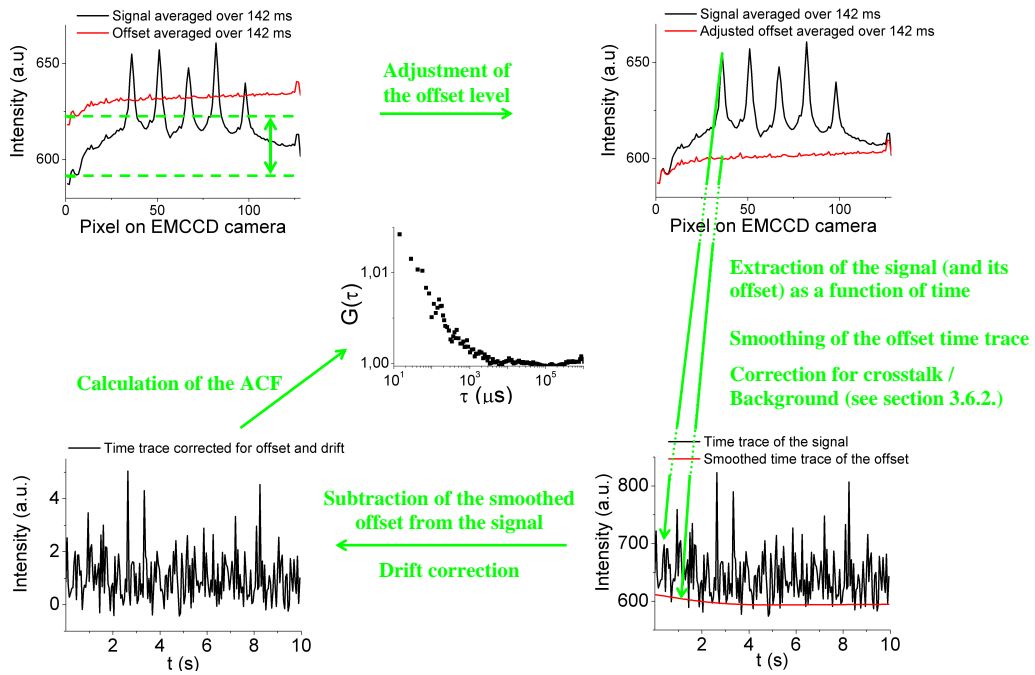 Signal averaged over 142 ms
Offset averaged over 142 ms
Intensity (a.u)
650
600
0
50
100
Pixel on EMCCD camera
Adjustment of
the offset level
Signal averaged over 142 ms
Adjusted offset averaged over 142 ms
Intensity (a.u)
650
600
0
50
100
Pixel on EMCCD camera
G(τ)
1,01
1,00
10¹
10³
10⁵
τ (μs)
Extraction of the signal (and its
offset) as a function of time
Smoothing of the offset time trace
Correction for crosstalk /
Background (see section 3.6.2.)
Calculation of the ACF
Time trace corrected for offset and drift
Intensity (a.u.)
4
2
0
2
4
6
8
10
t (s)
Subtraction of the smoothed
offset from the signal
Drift correction
Time trace of the signal
Smoothed time trace of the offset
Intensity (a.u.)
800
700
600
2
4
6
8
10
t (s)